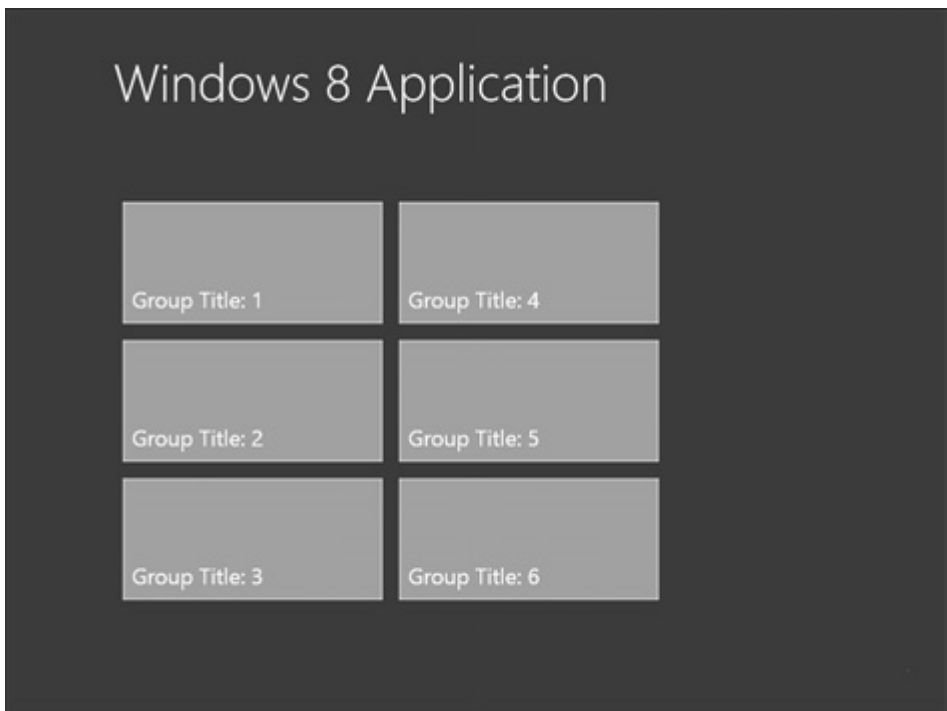 Windows 8 Application
Group Title: 1
Group Title: 4
Group Title: 2
Group Title: 5
Group Title: 3
Group Title: 6